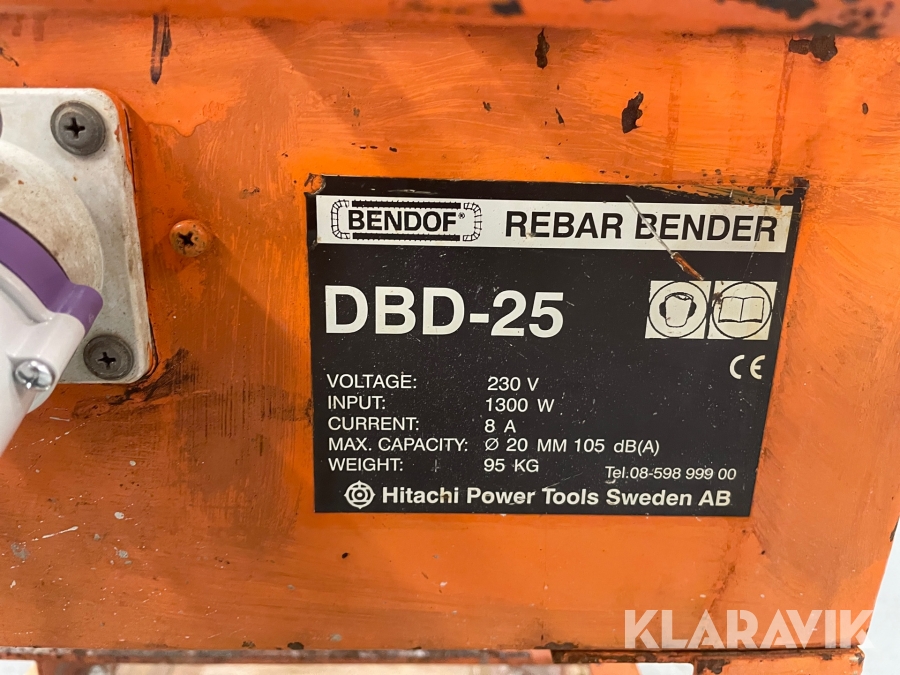 BENDOF® REBAR BENDER
DBD-25
CE
VOLTAGE: 230 V
INPUT: 1300 W
CURRENT: 8 A
MAX. CAPACITY: Ø 20 MM 105 dB(A)
WEIGHT: 95 KG Tel.08-598 999 00
Hitachi Power Tools Sweden AB
KLARAVIK